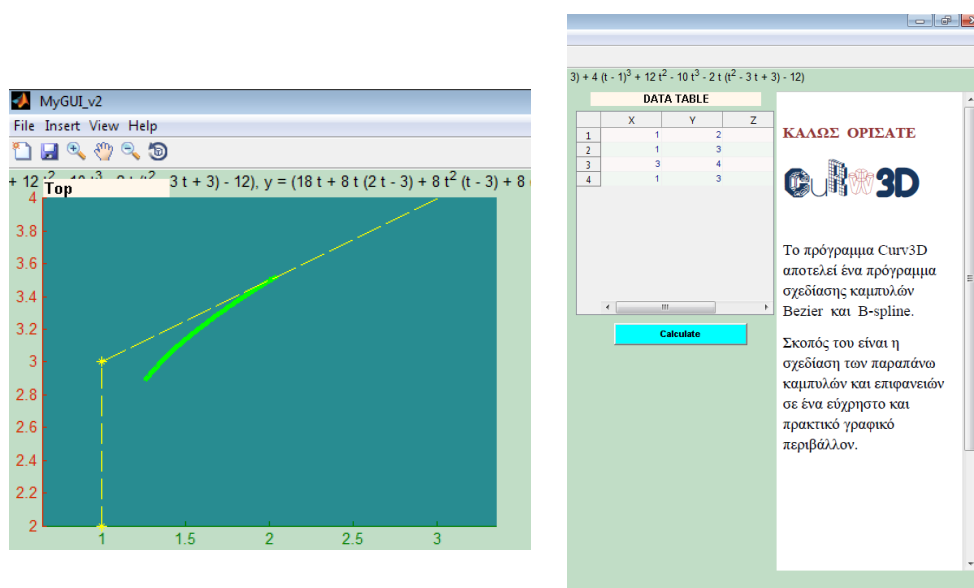 MyGUI_v2
File Insert View Help
Top
3 t + 3) - 12), y = (18 t + 8 t (2 t - 3) + 8 t² (t - 3) + 8
4
3.8
3.6
3.4
3.2
3
2.8
2.6
2.4
2.2
2
1 1.5 2 2.5 3
3) + 4 (t - 1)³ + 12 t² - 10 t³ - 2 t (t² - 3 t + 3) - 12)
DATA TABLE
X Y Z
1 1 2
2 1 3
3 3 4
4 1 3
Calculate
ΚΑΛΩΣ ΟΡΙΣΑΤΕ
CuRW3D
Το πρόγραμμα Curv3D
αποτελεί ένα πρόγραμμα
σχεδίασης καμπυλών
Bezier και B-spline.
Σκοπός του είναι η
σχεδίαση των παραπάνω
καμπυλών και επιφανειών
σε ένα εύχρηστο και
πρακτικό γραφικό
περιβάλλον.